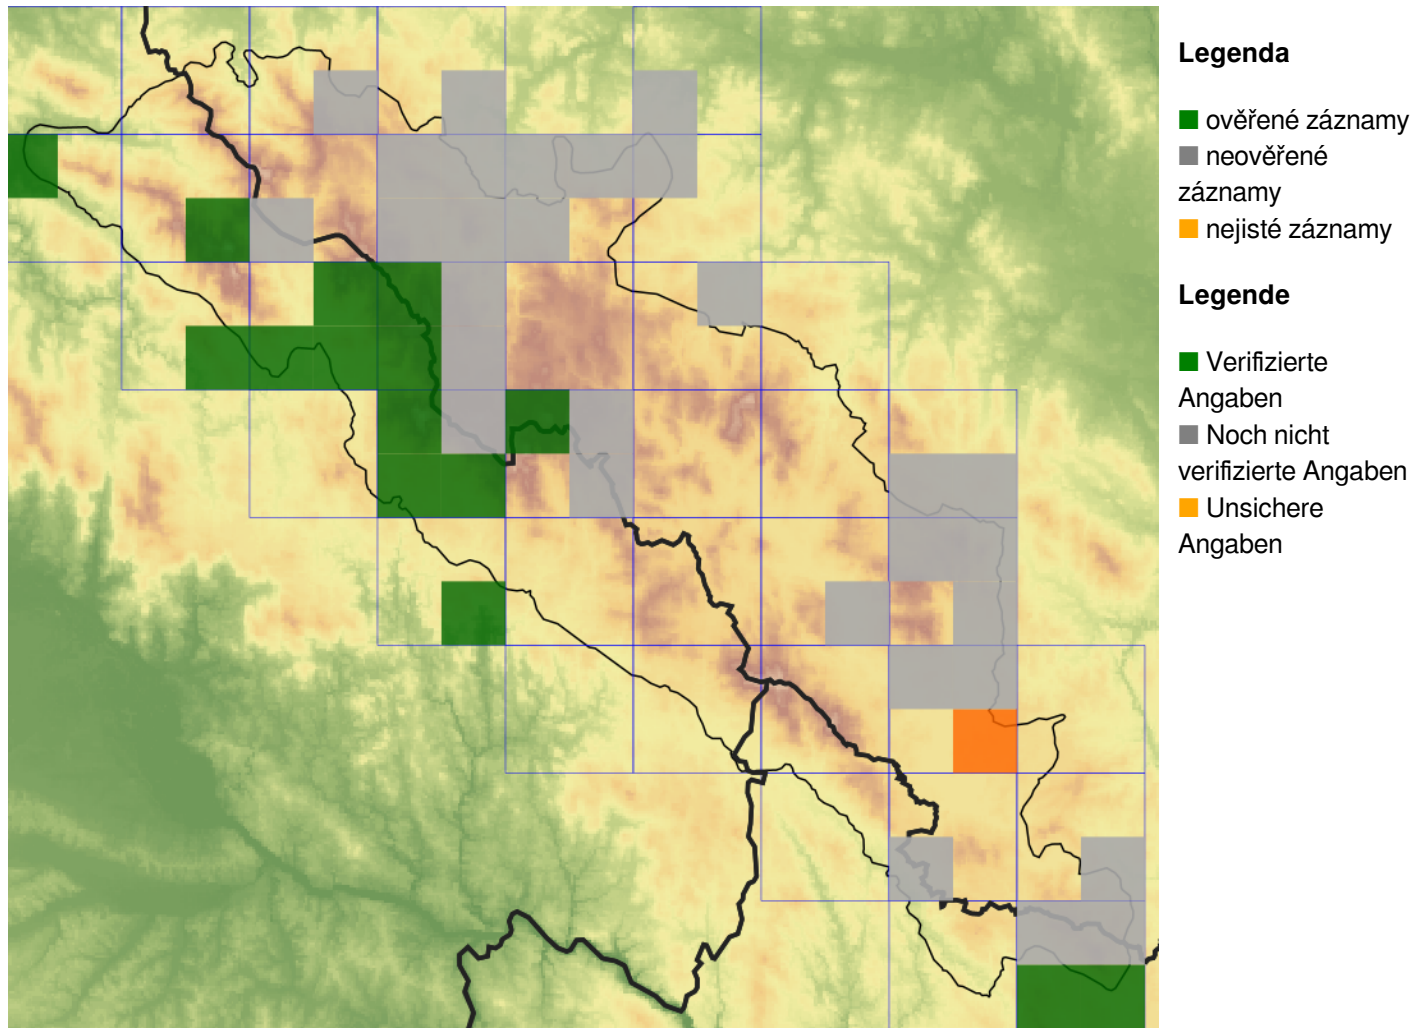 Legenda
ověřené záznamy
neověřené
záznamy
nejisté záznamy
Legende
Verifizierte
Angaben
Noch nicht
verifizierte Angaben
Unsichere
Angaben